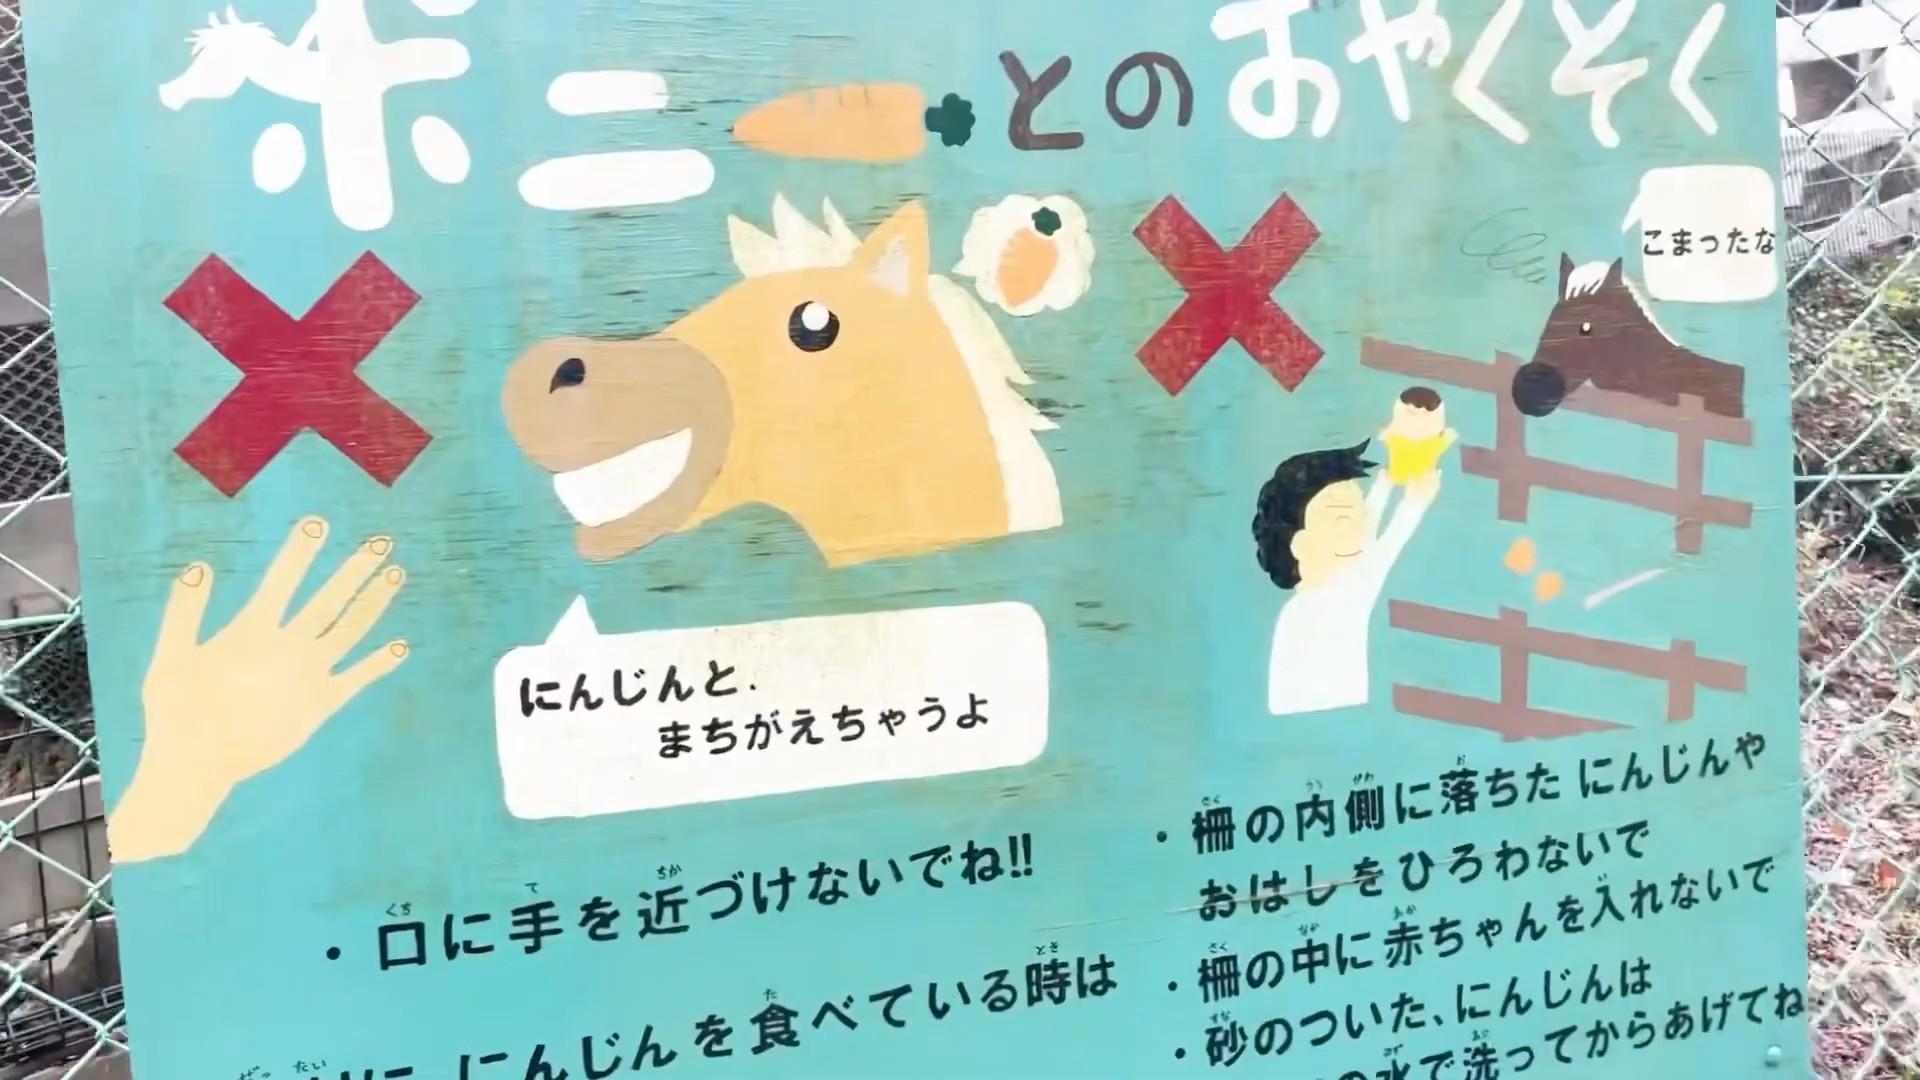 ポニーとのおやくそく
こまったな
にんじんと、
まちがえちゃうよ
・口に手を近づけないでね!!
にんじんを食べている時は
・柵の内側に落ちたにんじんや
おはしをひろわないで
・柵の中に赤ちゃんを入れないで
・砂のついた、にんじんは
水で洗ってからあげてね